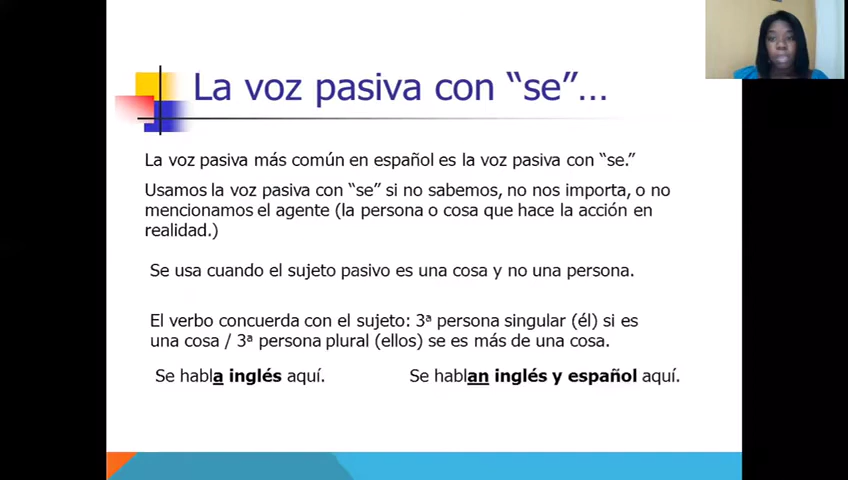 La voz pasiva con “se”…
La voz pasiva más común en español es la voz pasiva con “se.”
Usamos la voz pasiva con “se” si no sabemos, no nos importa, o no
mencionamos el agente (la persona o cosa que hace la acción en
realidad.)
Se usa cuando el sujeto pasivo es una cosa y no una persona.
El verbo concuerda con el sujeto: 3ª persona singular (él) si es
una cosa / 3ª persona plural (ellos) se es más de una cosa.
Se habla inglés aquí.
Se hablan inglés y español aquí.